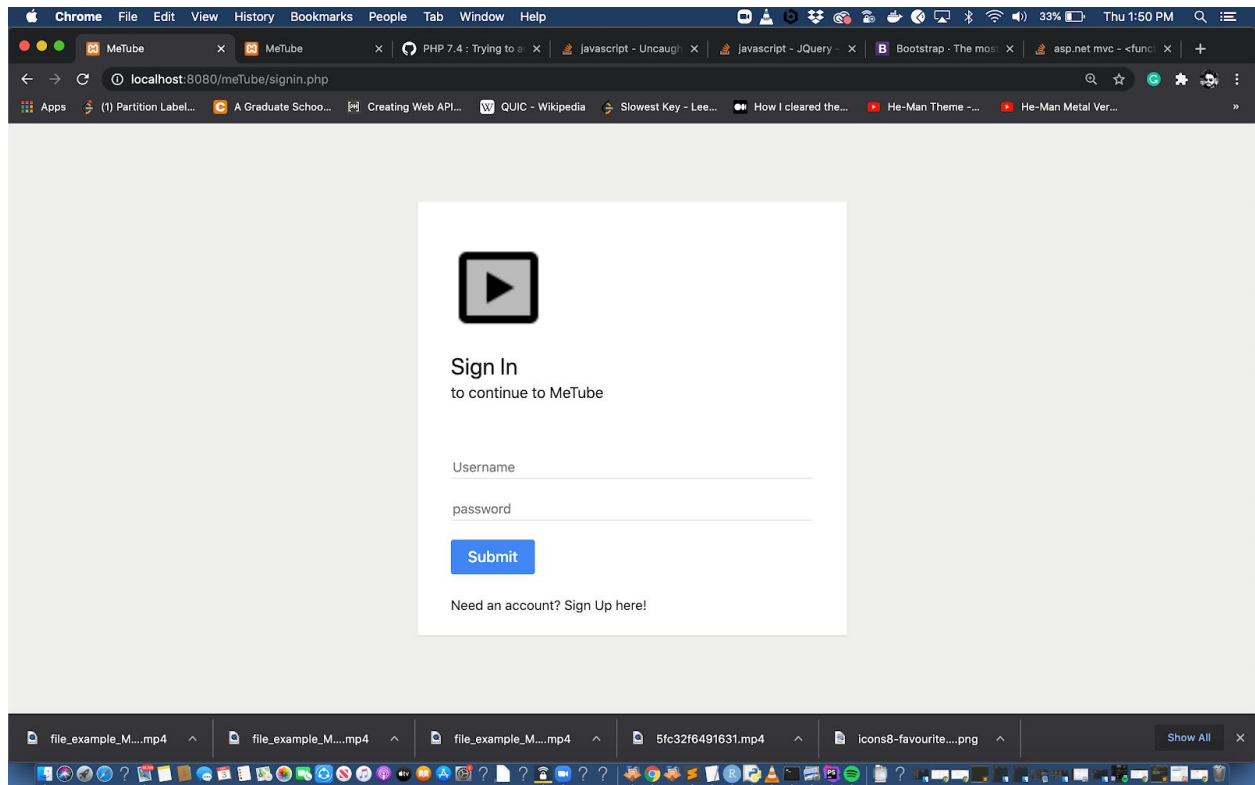 Chrome File Edit View History Bookmarks People Tab Window Help 33% Thu 1:50 PM
MeTube MeTube PHP 7.4 : Trying to a javascript - Uncaugh javascript - JQuery - B Bootstrap · The most asp.net mvc - <funct
localhost:8080/meTube/signin.php
Apps (1) Partition Label... A Graduate Schoo... Creating Web API... W QUIC - Wikipedia Slowest Key - Lee... How I cleared the... He-Man Theme -... He-Man Metal Ver... »
Sign In
to continue to MeTube
Username
password
Submit
Need an account? Sign Up here!
file_example_M....mp4 file_example_M....mp4 file_example_M....mp4 5fc32f6491631.mp4 icons8-favourite....png Show All